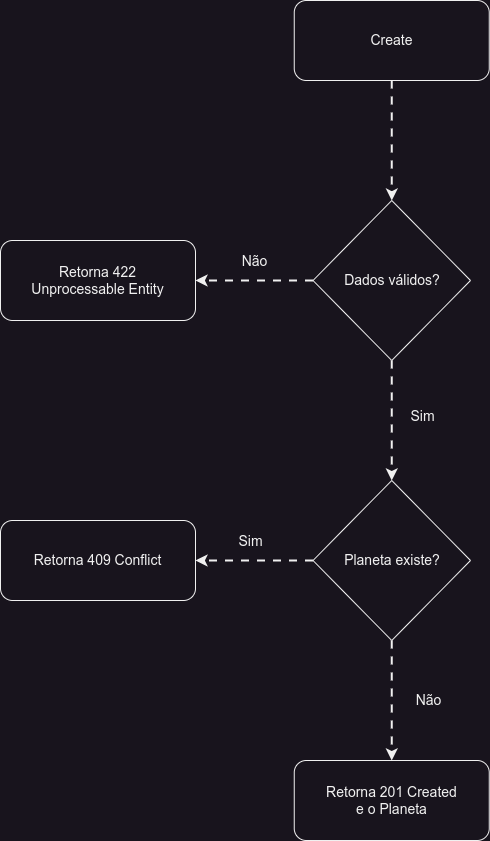 Create
Dados válidos?
Não
Retorna 422
Unprocessable Entity
Sim
Planeta existe?
Sim
Retorna 409 Conflict
Não
Retorna 201 Created
e o Planeta